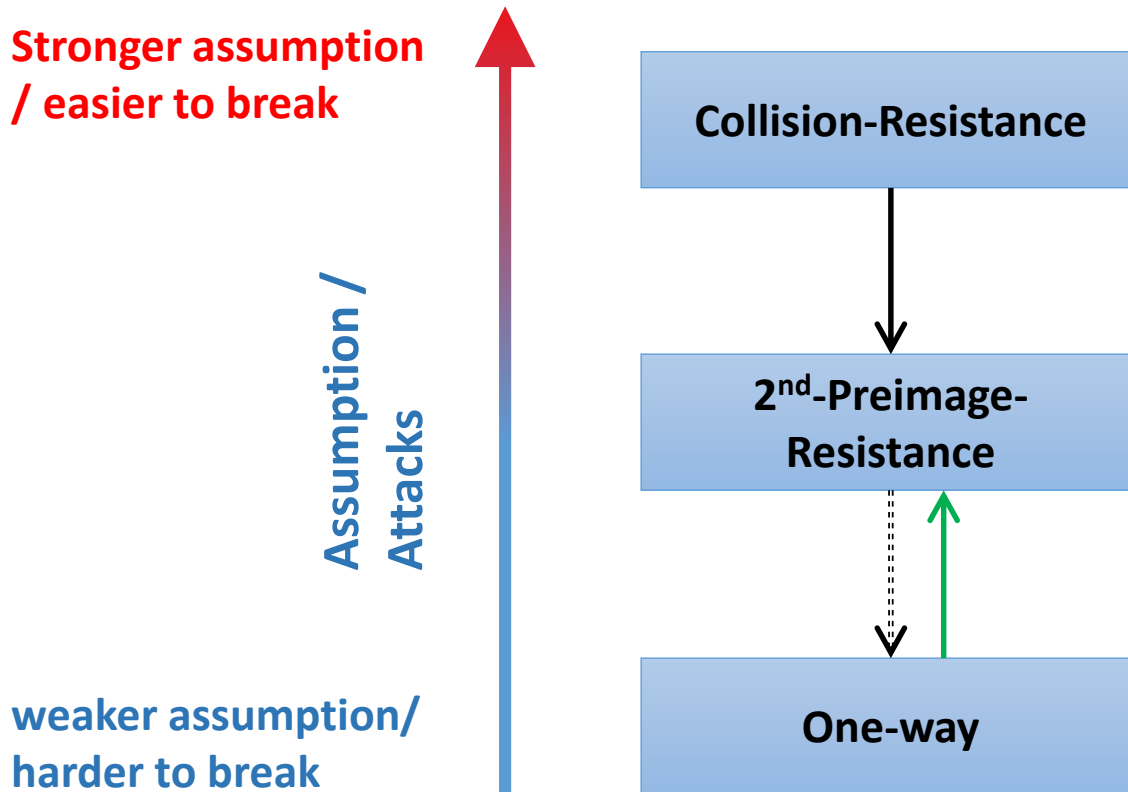 Stronger assumption
/ easier to break
Collision-Resistance
Assumption /
Attacks
2nd-Preimage-
Resistance
weaker assumption/
harder to break
One-way